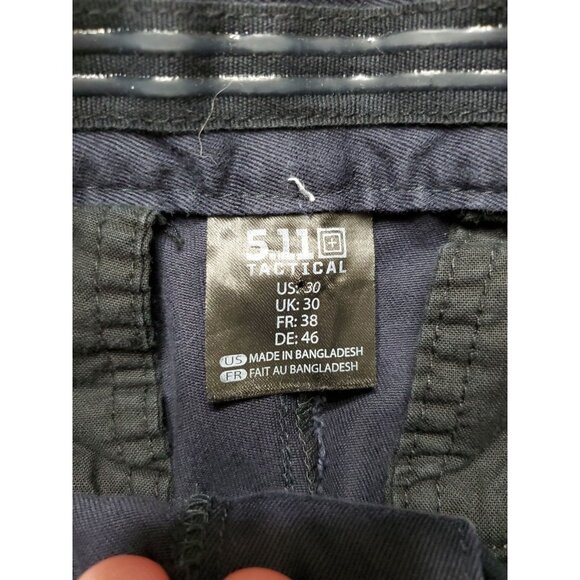 5.11
TACTICAL
US: 30
UK: 30
FR: 38
DE: 46
US MADE IN BANGLADESH
FR FAIT AU BANGLADESH